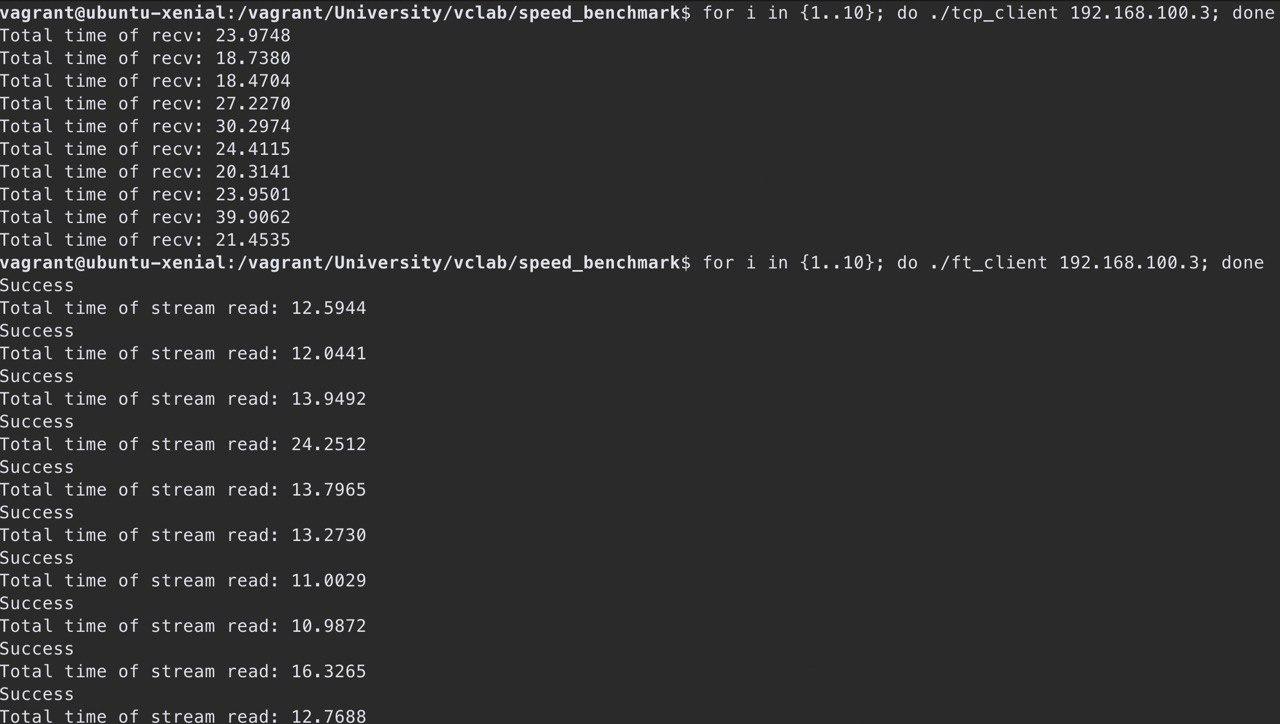 vagrant@ubuntu-xenial:/vagrant/University/vclab/speed_benchmark$ for i in {1..10}; do ./tcp_client 192.168.100.3; done
Total time of recv: 23.9748
Total time of recv: 18.7380
Total time of recv: 18.4704
Total time of recv: 27.2270
Total time of recv: 30.2974
Total time of recv: 24.4115
Total time of recv: 20.3141
Total time of recv: 23.9501
Total time of recv: 39.9062
Total time of recv: 21.4535
vagrant@ubuntu-xenial:/vagrant/University/vclab/speed_benchmark$ for i in {1..10}; do ./ft_client 192.168.100.3; done
Success
Total time of stream read: 12.5944
Success
Total time of stream read: 12.0441
Success
Total time of stream read: 13.9492
Success
Total time of stream read: 24.2512
Success
Total time of stream read: 13.7965
Success
Total time of stream read: 13.2730
Success
Total time of stream read: 11.0029
Success
Total time of stream read: 10.9872
Success
Total time of stream read: 16.3265
Success
Total time of stream read: 12.7688